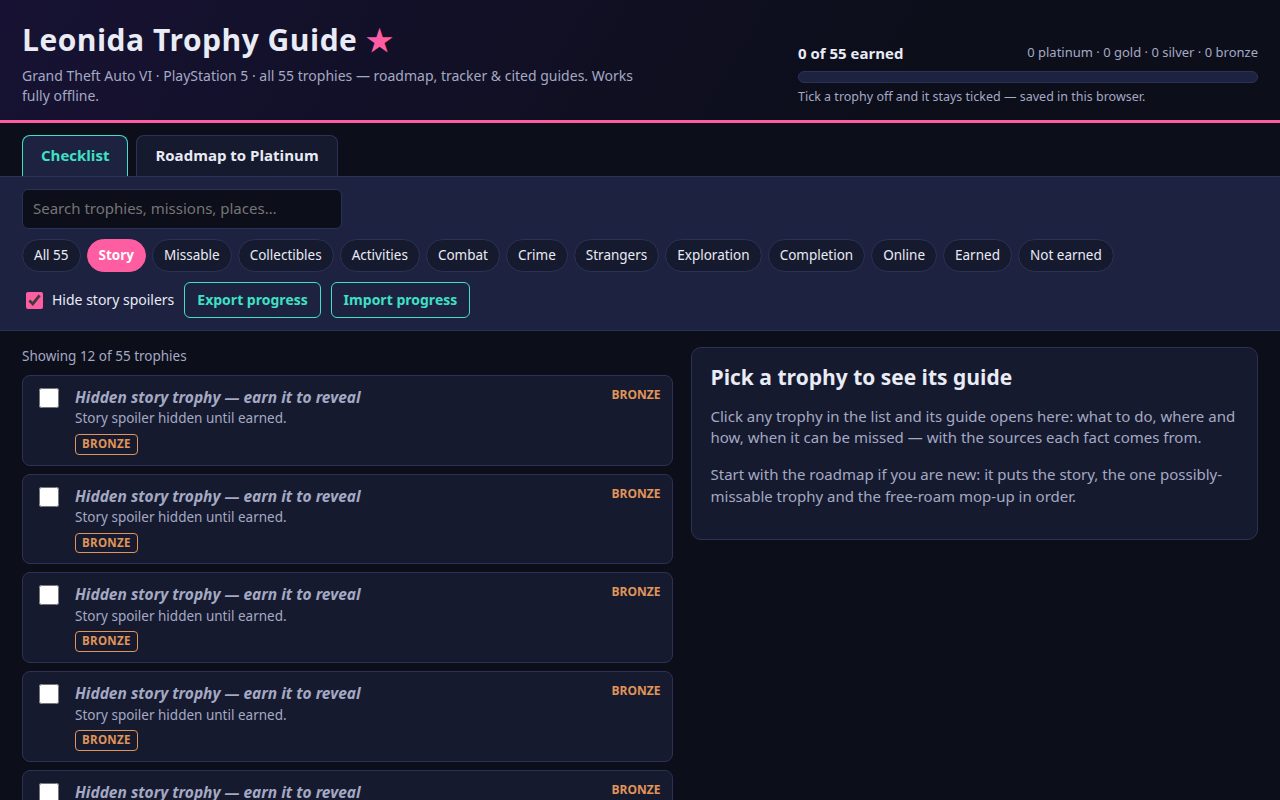 Leonida Trophy Guide ★
Grand Theft Auto VI · PlayStation 5 · all 55 trophies — roadmap, tracker & cited guides. Works
fully offline.
0 of 55 earned
0 platinum · 0 gold · 0 silver · 0 bronze
Tick a trophy off and it stays ticked — saved in this browser.
Checklist
Roadmap to Platinum
Search trophies, missions, places...
All 55
Story
Missable
Collectibles
Activities
Combat
Crime
Strangers
Exploration
Completion
Online
Earned
Not earned
Hide story spoilers
Export progress
Import progress
Showing 12 of 55 trophies
Hidden story trophy — earn it to reveal
BRONZE
Story spoiler hidden until earned.
BRONZE
Hidden story trophy — earn it to reveal
BRONZE
Story spoiler hidden until earned.
BRONZE
Hidden story trophy — earn it to reveal
BRONZE
Story spoiler hidden until earned.
BRONZE
Hidden story trophy — earn it to reveal
BRONZE
Story spoiler hidden until earned.
BRONZE
Hidden story trophy — earn it to reveal
BRONZE
Pick a trophy to see its guide
Click any trophy in the list and its guide opens here: what to do, where and
how, when it can be missed — with the sources each fact comes from.
Start with the roadmap if you are new: it puts the story, the one possibly-
missable trophy and the free-roam mop-up in order.